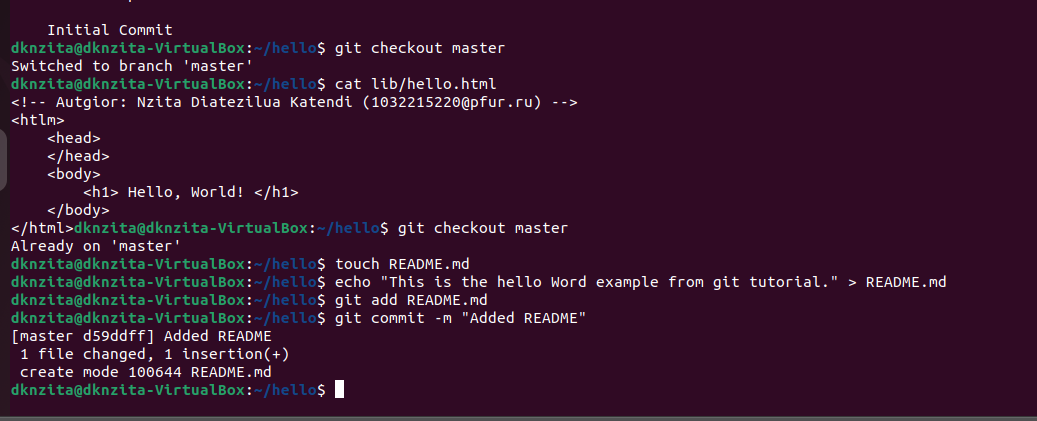 Initial Commit
dknzita@dknzita-VirtualBox:~/hello$ git checkout master
Switched to branch 'master'
dknzita@dknzita-VirtualBox:~/hello$ cat lib/hello.html
<!-- Autgior: Nzita Diatezilua Katendi (1032215220@pfur.ru) -->
<htlm>
    <head>
    </head>
    <body>
        <h1> Hello, World! </h1>
    </body>
</html>dknzita@dknzita-VirtualBox:~/hello$ git checkout master
Already on 'master'
dknzita@dknzita-VirtualBox:~/hello$ touch README.md
dknzita@dknzita-VirtualBox:~/hello$ echo "This is the hello Word example from git tutorial." > README.md
dknzita@dknzita-VirtualBox:~/hello$ git add README.md
dknzita@dknzita-VirtualBox:~/hello$ git commit -m "Added README"
[master d59ddff] Added README
 1 file changed, 1 insertion(+)
 create mode 100644 README.md
dknzita@dknzita-VirtualBox:~/hello$